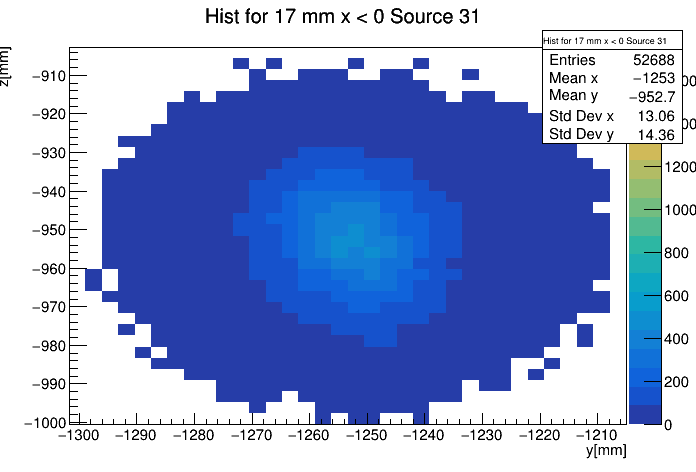 Hist for 17 mm x < 0 Source 31
z[mm]
Hist for 17 mm x < 0 Source 31
Entries 52688
Mean x −1253
Mean y −952.7
Std Dev x 13.06
Std Dev y 14.36
−910
−920
−930
−940
−950
−960
−970
−980
−990
−1000
−1300 −1290 −1280 −1270 −1260 −1250 −1240 −1230 −1220 −1210
y[mm]
1200
1000
800
600
400
200
0